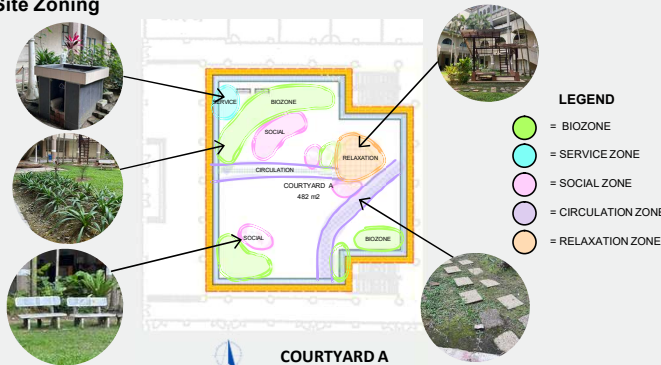 Site Zoning
SERVICE
BIOZONE
SOCIAL
RELAXATION
CIRCULATION
COURTYARD A
482 m2
SOCIAL
BIOZONE
COURTYARD A
LEGEND
= BIOZONE
= SERVICE ZONE
= SOCIAL ZONE
= CIRCULATION ZONE
= RELAXATION ZONE